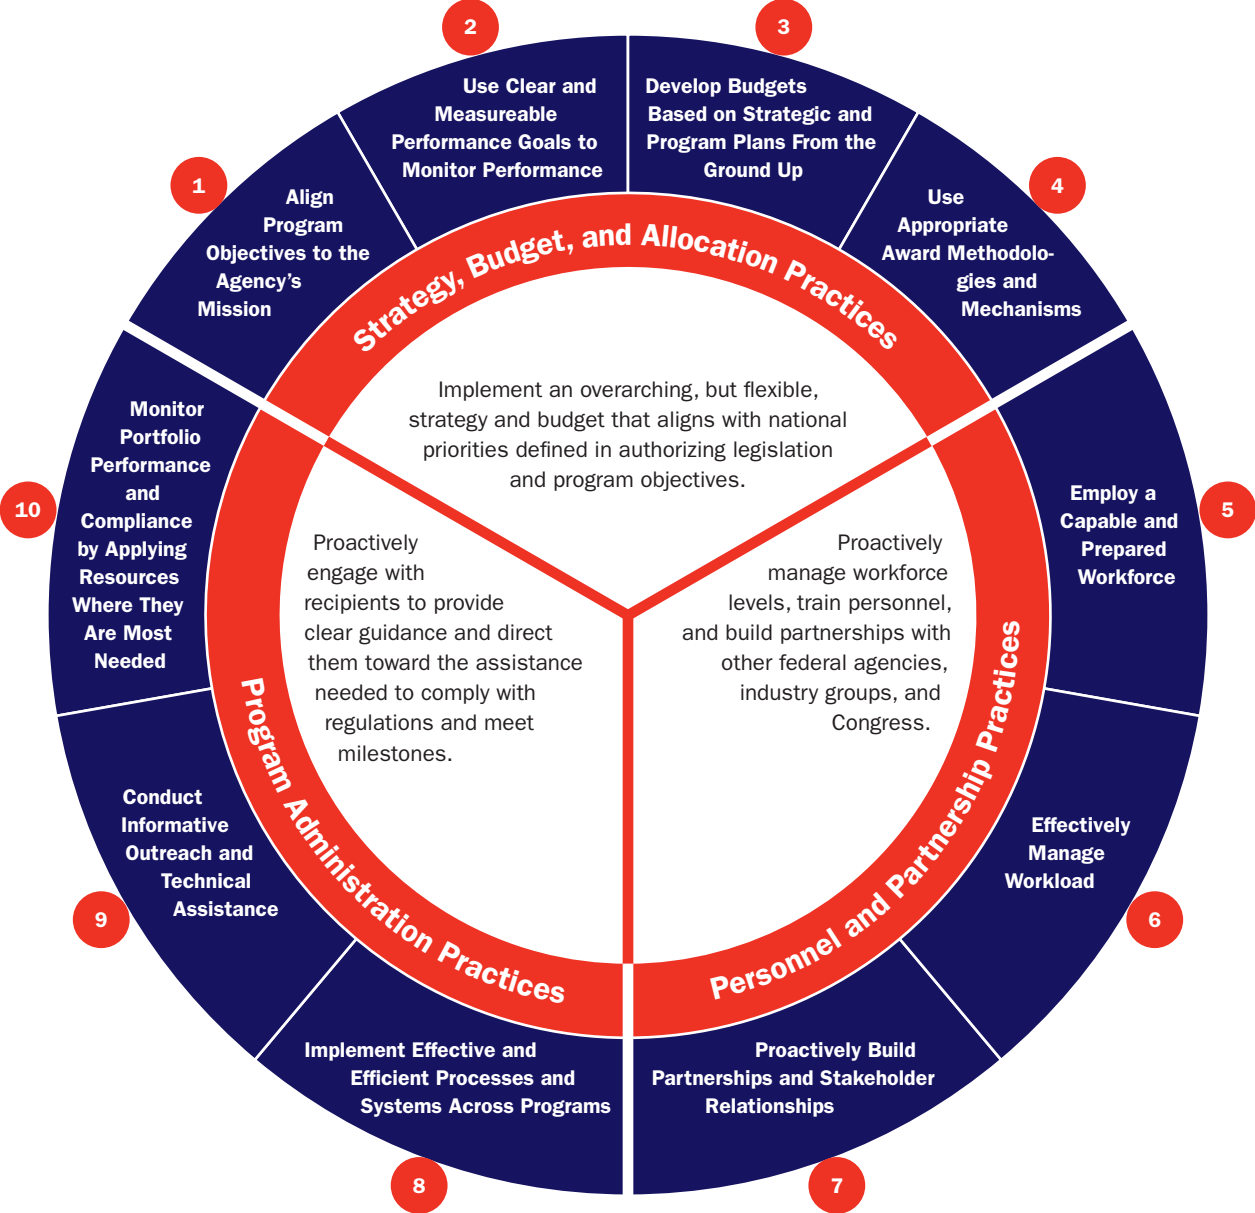 2
Use Clear and
Measureable
Performance Goals to
Monitor Performance
3
Develop Budgets
Based on Strategic and
Program Plans From the
Ground Up
1
Align
Program
Objectives to the
Agency's
Mission
4
Use
Appropriate
Award Methodolo-
gies and
Mechanisms
Strategy, Budget, and Allocation Practices
Implement an overarching, but flexible,
strategy and budget that aligns with national
priorities defined in authorizing legislation
and program objectives.
10
Monitor
Portfolio
Performance
and
Compliance
by Applying
Resources
Where They
Are Most
Needed
5
Employ a
Capable and
Prepared
Workforce
Proactively
engage with
recipients to provide
clear guidance and direct
them toward the assistance
needed to comply with
regulations and meet
milestones.
Proactively
manage workforce
levels, train personnel,
and build partnerships with
other federal agencies,
industry groups, and
Congress.
Program Administration Practices
Personnel and Partnership Practices
9
Conduct
Informative
Outreach and
Technical
Assistance
6
Effectively
Manage
Workload
8
Implement Effective and
Efficient Processes and
Systems Across Programs
7
Proactively Build
Partnerships and Stakeholder
Relationships